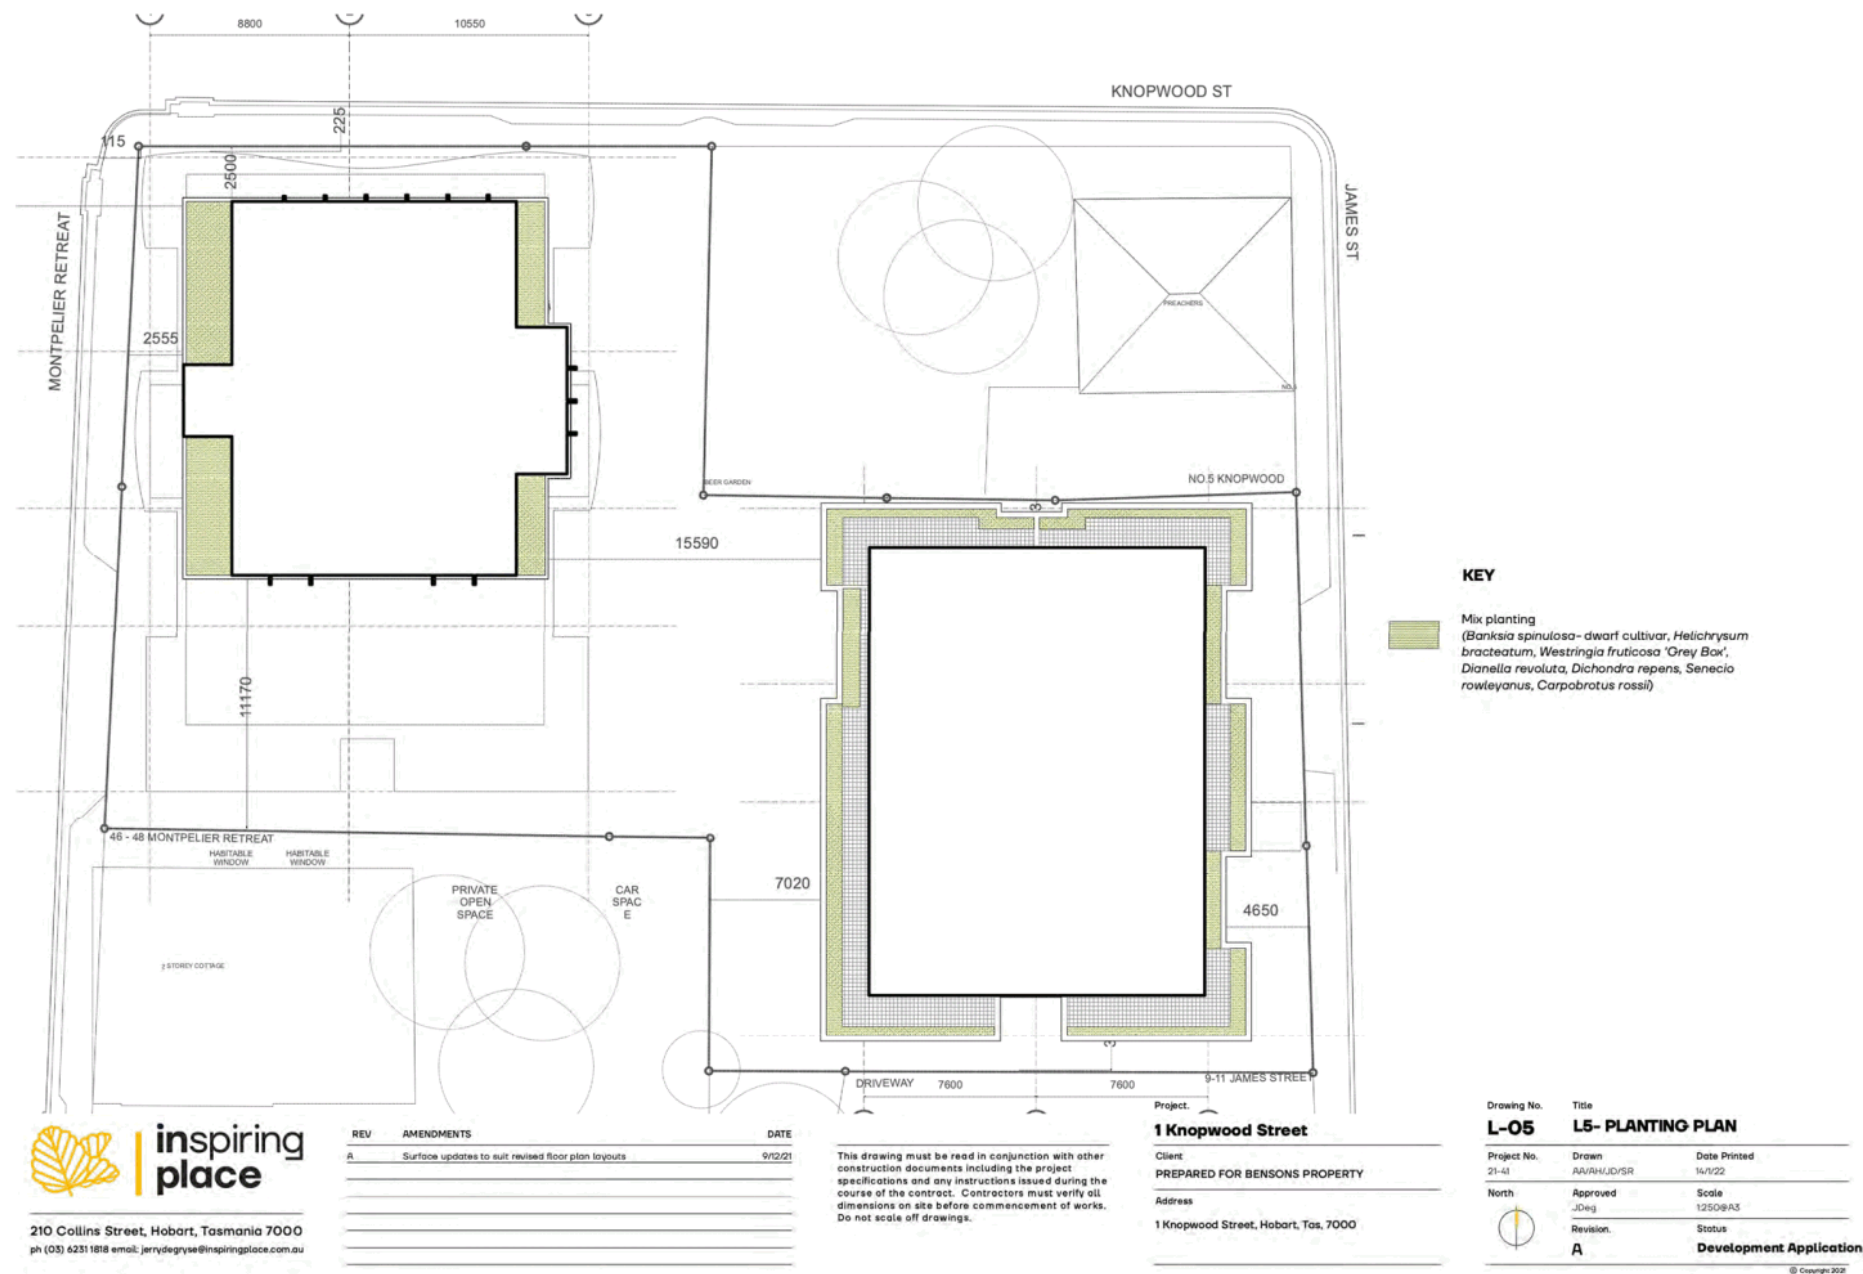 8800
10550
KNOPWOOD ST
115
225
2500
JAMES ST
MONTPELIER RETREAT
2555
PREACHERS
BEER GARDEN
NO.5 KNOPWOOD
3
15590
KEY
Mix planting
(Banksia spinulosa- dwarf cultivar, Helichrysum
bracteatum, Westringia fruticosa 'Grey Box',
Dianella revoluta, Dichondra repens, Senecio
rowleyanus, Carpobrotus rossii)
11170
46 - 48 MONTPELIER RETREAT
HABITABLE
WINDOW
HABITABLE
WINDOW
PRIVATE
OPEN
SPACE
CAR
SPAC
E
7020
4650
2 STOREY COTTAGE
3
DRIVEWAY
7600
7600
9-11 JAMES STREET
inspiring
place
210 Collins Street, Hobart, Tasmania 7000
ph (03) 6231 1818 email: jerrydegryse@inspiringplace.com.au
REV AMENDMENTS DATE
A Surface updates to suit revised floor plan layouts 9/12/21
This drawing must be read in conjunction with other
construction documents including the project
specifications and any instructions issued during the
course of the contract. Contractors must verify all
dimensions on site before commencement of works.
Do not scale off drawings.
Project.
1 Knopwood Street
Client
PREPARED FOR BENSONS PROPERTY
Address
1 Knopwood Street, Hobart, Tas, 7000
Drawing No. Title
L-05 L5- PLANTING PLAN
Project No. Drawn Date Printed
21-41 AA/AH/JD/SR 14/1/22
North Approved Scale
JDeg 1:250@A3
Revision. Status
A Development Application
© Copyright 2021